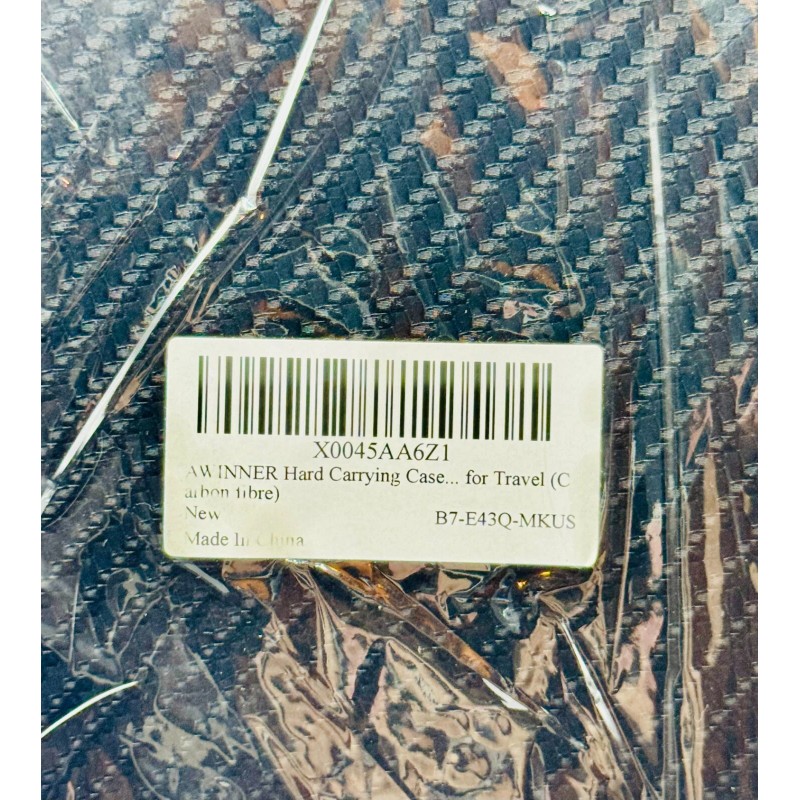 X0045AA6Z1
AWINNER Hard Carrying Case... for Travel (C
arbon fibre)
New
B7-E43Q-MKUS
Made In China